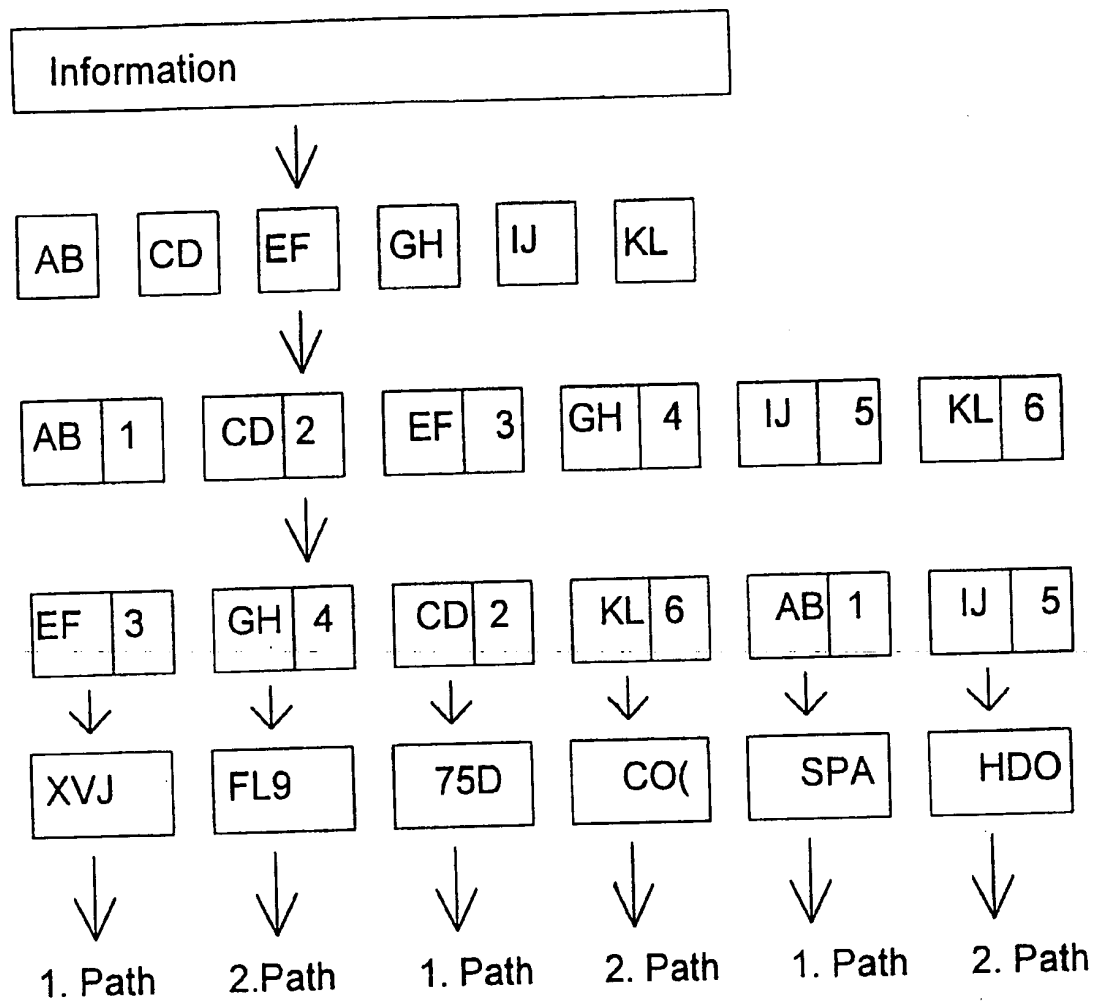 Information
AB CD EF GH IJ KL
AB 1 CD 2 EF 3 GH 4 IJ 5 KL 6
EF 3 GH 4 CD 2 KL 6 AB 1 IJ 5
XVJ FL9 75D CO( SPA HDO
1. Path 2.Path 1. Path 2. Path 1. Path 2. Path